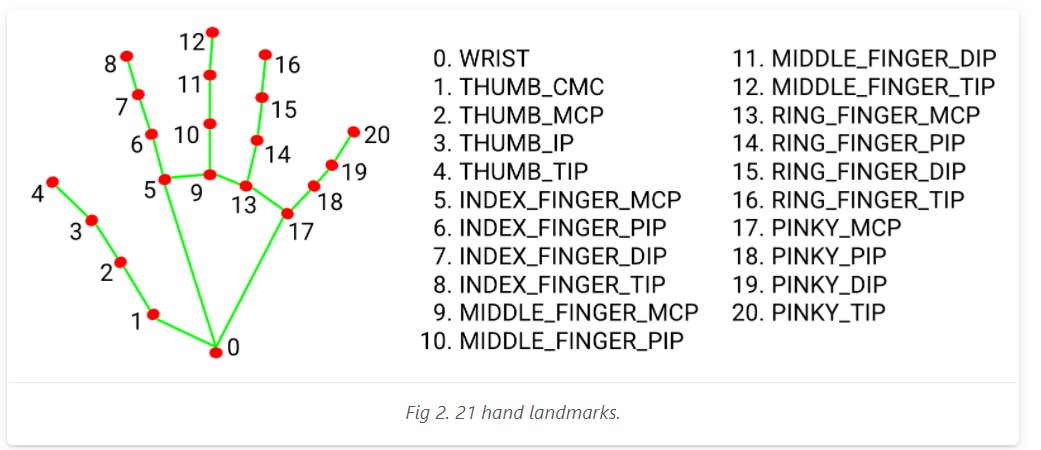 12
8
16
11
7
15
20
10
6
14
19
4
5
9
13
18
3
17
2
1
0
0. WRIST
1. THUMB_CMC
2. THUMB_MCP
3. THUMB_IP
4. THUMB_TIP
5. INDEX_FINGER_MCP
6. INDEX_FINGER_PIP
7. INDEX_FINGER_DIP
8. INDEX_FINGER_TIP
9. MIDDLE_FINGER_MCP
10. MIDDLE_FINGER_PIP
11. MIDDLE_FINGER_DIP
12. MIDDLE_FINGER_TIP
13. RING_FINGER_MCP
14. RING_FINGER_PIP
15. RING_FINGER_DIP
16. RING_FINGER_TIP
17. PINKY_MCP
18. PINKY_PIP
19. PINKY_DIP
20. PINKY_TIP
Fig 2. 21 hand landmarks.